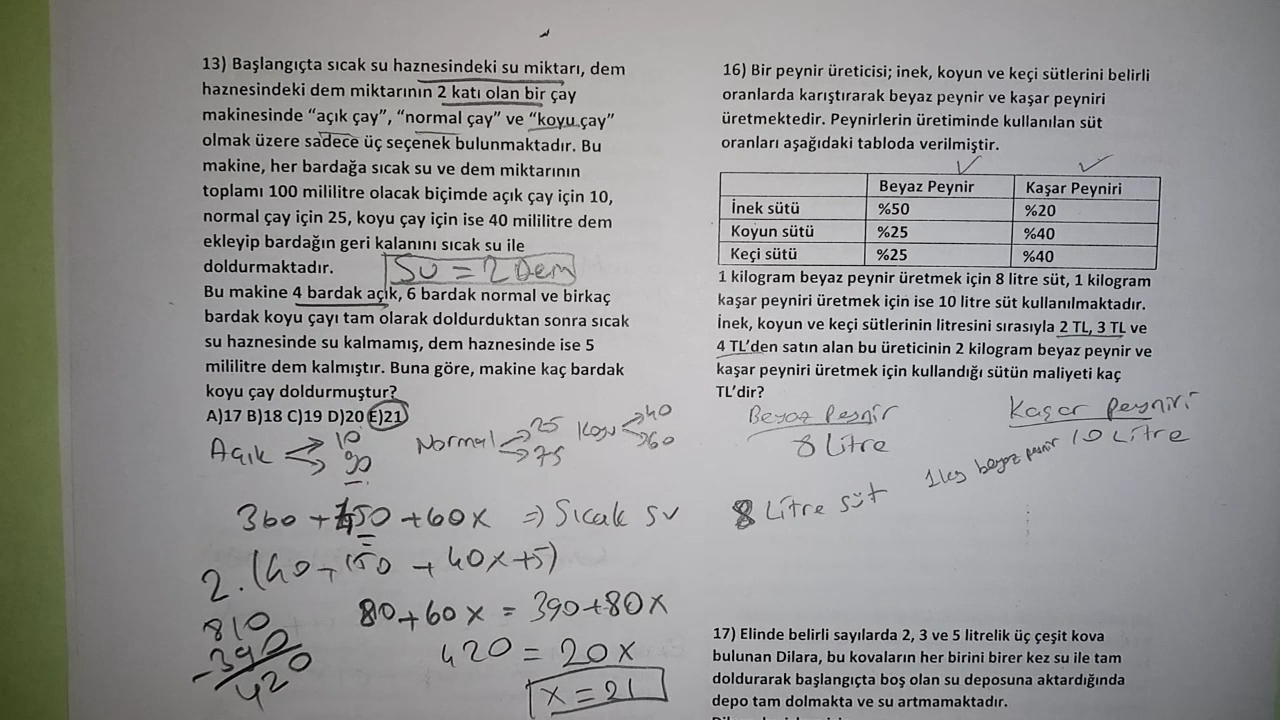 13) Başlangıçta sıcak su haznesindeki su miktarı, dem
haznesindeki dem miktarının 2 katı olan bir çay
makinesinde “açık çay”, “normal çay” ve “koyu çay”
olmak üzere sadece üç seçenek bulunmaktadır. Bu
makine, her bardağa sıcak su ve dem miktarının
toplamı 100 mililitre olacak biçimde açık çay için 10,
normal çay için 25, koyu çay için ise 40 mililitre dem
ekleyip bardağın geri kalanını sıcak su ile
doldurmaktadır.
Su = 2 Dem
Bu makine 4 bardak açık, 6 bardak normal ve birkaç
bardak koyu çayı tam olarak doldurduktan sonra sıcak
su haznesinde su kalmamış, dem haznesinde ise 5
mililitre dem kalmıştır. Buna göre, makine kaç bardak
koyu çay doldurmuştur?
A)17 B)18 C)19 D)20 E)21
Açık 10 90 Normal 25 75 Koyu 40 60
360 + 450 + 60x => Sıcak su
2.(40+150 + 40x+5)
80+60x = 390+80x
810
-390
420
420 = 20x
x = 21
16) Bir peynir üreticisi; inek, koyun ve keçi sütlerini belirli
oranlarda karıştırarak beyaz peynir ve kaşar peyniri
üretmektedir. Peynirlerin üretiminde kullanılan süt
oranları aşağıdaki tabloda verilmiştir.
Beyaz Peynir Kaşar Peyniri
İnek sütü %50 %20
Koyun sütü %25 %40
Keçi sütü %25 %40
1 kilogram beyaz peynir üretmek için 8 litre süt, 1 kilogram
kaşar peyniri üretmek için ise 10 litre süt kullanılmaktadır.
İnek, koyun ve keçi sütlerinin litresini sırasıyla 2 TL, 3 TL ve
4 TL’den satın alan bu üreticinin 2 kilogram beyaz peynir ve
kaşar peyniri üretmek için kullandığı sütün maliyeti kaç
TL’dir?
Beyaz Peynir Kaşar Peyniri
8 Litre 10 Litre
1kg beyaz peynir
8 Litre süt
17) Elinde belirli sayılarda 2, 3 ve 5 litrelik üç çeşit kova
bulunan Dilara, bu kovaların her birini birer kez su ile tam
doldurarak başlangıçta boş olan su deposuna aktardığında
depo tam dolmakta ve su artmamaktadır.